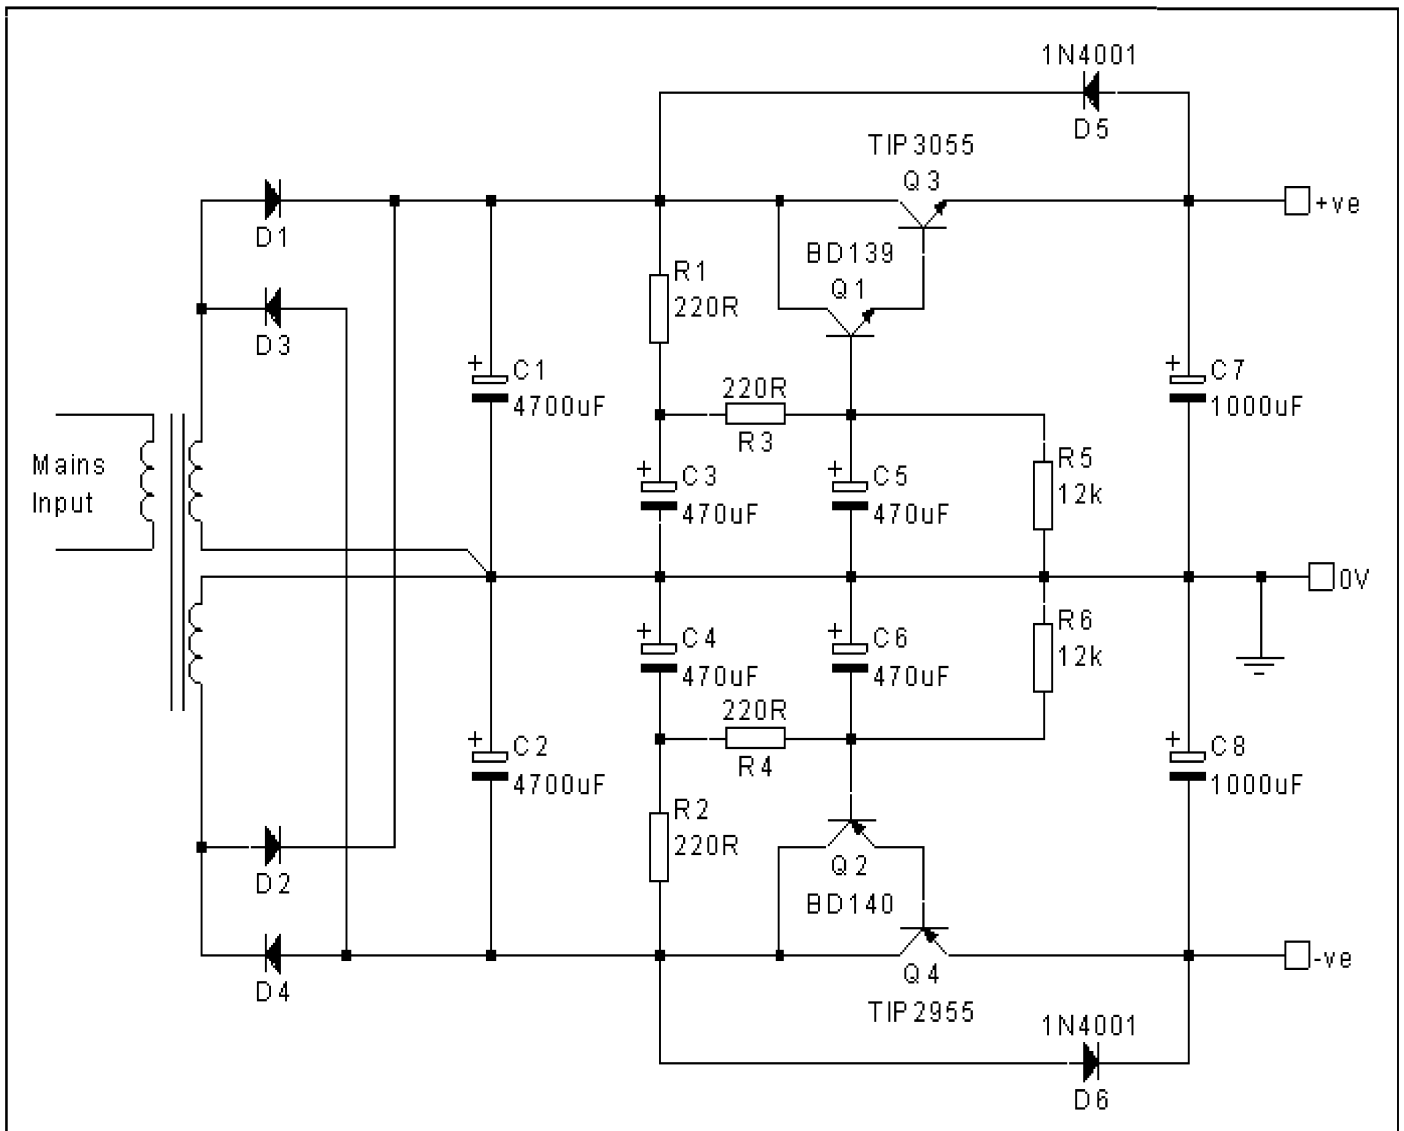 1N4001
D5
TIP3055
Q3
+ve
D1
BD139
Q1
R1
220R
D3
+
C1
4700uF
220R
R3
+
C7
1000uF
Mains
Input
+
C3
470uF
+
C5
470uF
R5
12k
0V
+
C4
470uF
+
C6
470uF
R6
12k
220R
R4
+
C2
4700uF
+
C8
1000uF
R2
220R
D2
Q2
BD140
-ve
D4
Q4
TIP2955
1N4001
D6